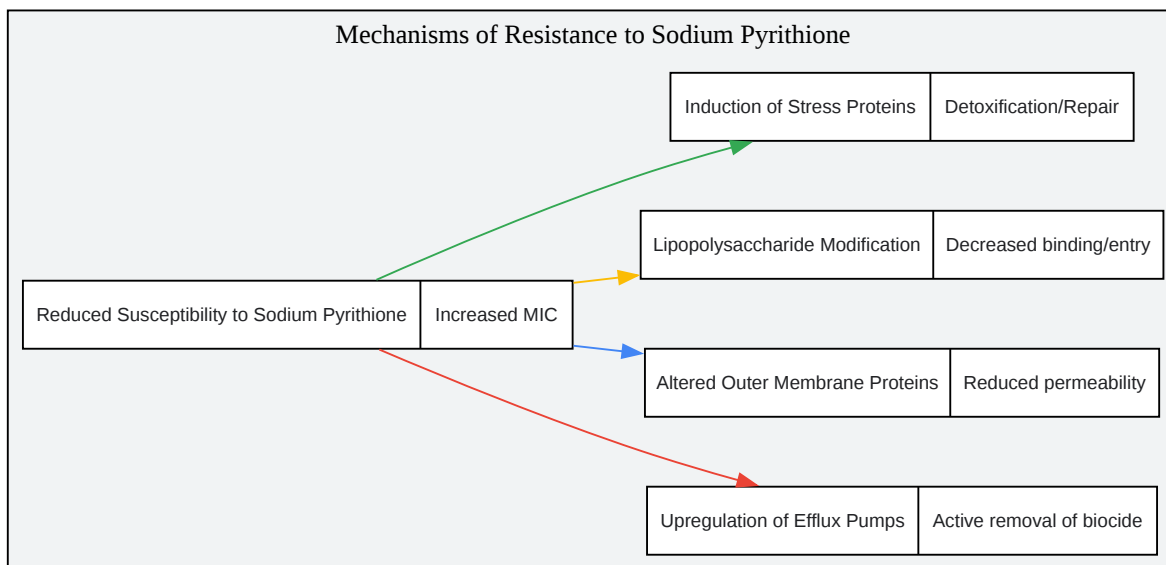 Mechanisms of Resistance to Sodium Pyrithione
Induction of Stress Proteins
Detoxification/Repair
Lipopolysaccharide Modification
Decreased binding/entry
Reduced Susceptibility to Sodium Pyrithione
Increased MIC
Altered Outer Membrane Proteins
Reduced permeability
Upregulation of Efflux Pumps
Active removal of biocide